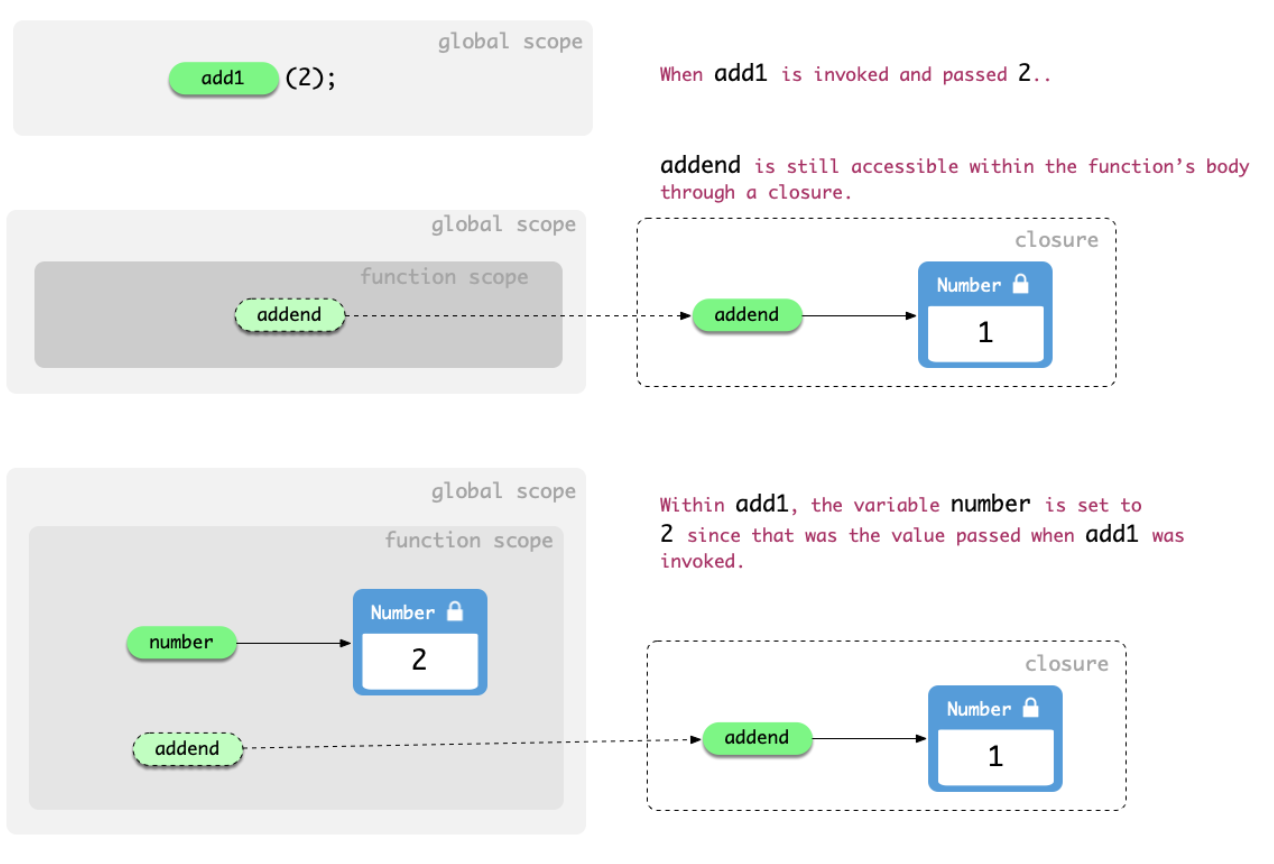 global scope
add1 (2);
When add1 is invoked and passed 2..
addend is still accessible within the function’s body
through a closure.
global scope
function scope
addend
closure
addend
Number
1
global scope
function scope
number
Number
2
addend
Within add1, the variable number is set to
2 since that was the value passed when add1 was
invoked.
closure
addend
Number
1